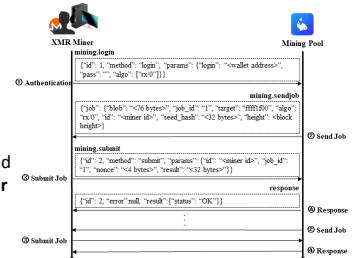 XMR Miner
Mining Pool
mining.login
{"id": 1, "method": "login", "params": {"login": "<wallet address>",
"pass": "", "algo": ["rx/0"]}}
① Authentication
mining.sendjob
{"job": {"blob": "<76 bytes>", "job_id": "1", "target": "ffff1f00", "algo":
"rx/0", "id": "<miner id>", "seed_hash": "<32 bytes>", "height": <block
height>}
② Send Job
mining.submit
{"id": 2, "method": "submit", "params": {"id": "<miner id>", "job_id":
"1", "nonce": "<4 bytes>", "result": "<32 bytes>"}}
ed
er
③ Submit Job
response
{"id": 2, "error":null, "result":{"status": "OK"}}
④ Response
② Send Job
③ Submit Job
④ Response